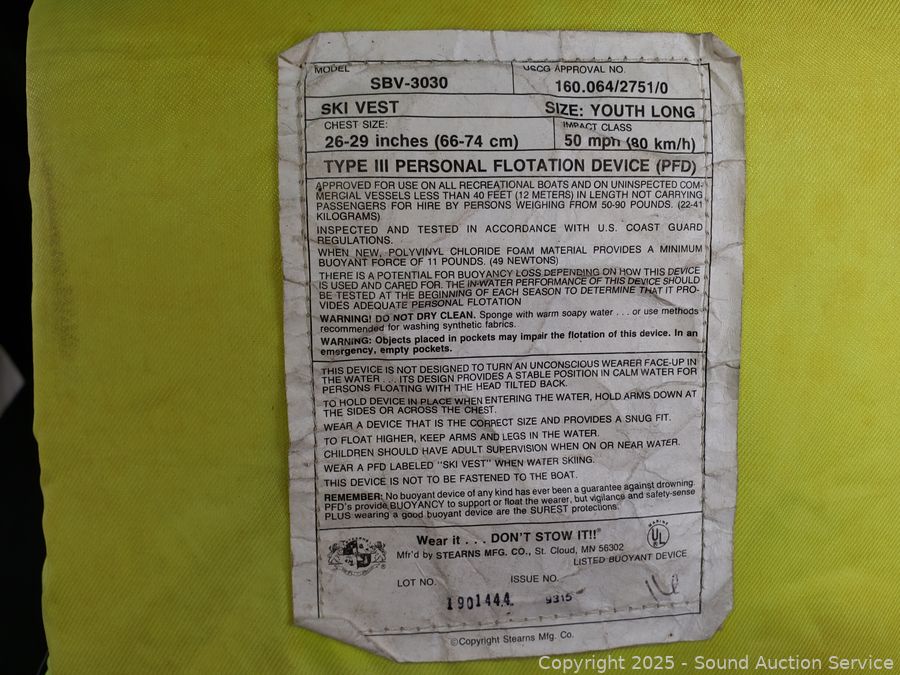 MODEL
SBV-3030
USCG APPROVAL NO.
160.064/2751/0
SKI VEST
SIZE: YOUTH LONG
CHEST SIZE:
26-29 inches (66-74 cm)
IMPACT CLASS
50 mph (80 km/h)
TYPE III PERSONAL FLOTATION DEVICE (PFD)
APPROVED FOR USE ON ALL RECREATIONAL BOATS AND ON UNINSPECTED COM-
MERCIAL VESSELS LESS THAN 40 FEET (12 METERS) IN LENGTH NOT CARRYING
PASSENGERS FOR HIRE BY PERSONS WEIGHING FROM 50-90 POUNDS. (22-41
KILOGRAMS)
INSPECTED AND TESTED IN ACCORDANCE WITH U.S. COAST GUARD
REGULATIONS.
WHEN NEW, POLYVINYL CHLORIDE FOAM MATERIAL PROVIDES A MINIMUM
BUOYANT FORCE OF 11 POUNDS. (49 NEWTONS)
THERE IS A POTENTIAL FOR BUOYANCY LOSS DEPENDING ON HOW THIS DEVICE
IS USED AND CARED FOR. THE IN-WATER PERFORMANCE OF THIS DEVICE SHOULD
BE TESTED AT THE BEGINNING OF EACH SEASON TO DETERMINE THAT IT PRO-
VIDES ADEQUATE PERSONAL FLOTATION
WARNING! DO NOT DRY CLEAN. Sponge with warm soapy water . . . or use methods
recommended for washing synthetic fabrics.
WARNING: Objects placed in pockets may impair the flotation of this device. In an
emergency, empty pockets.
THIS DEVICE IS NOT DESIGNED TO TURN AN UNCONSCIOUS WEARER FACE-UP IN
THE WATER . . . ITS DESIGN PROVIDES A STABLE POSITION IN CALM WATER FOR
PERSONS FLOATING WITH THE HEAD TILTED BACK.
TO HOLD DEVICE IN PLACE WHEN ENTERING THE WATER, HOLD ARMS DOWN AT
THE SIDES OR ACROSS THE CHEST.
WEAR A DEVICE THAT IS THE CORRECT SIZE AND PROVIDES A SNUG FIT.
TO FLOAT HIGHER, KEEP ARMS AND LEGS IN THE WATER.
CHILDREN SHOULD HAVE ADULT SUPERVISION WHEN ON OR NEAR WATER.
WEAR A PFD LABELED "SKI VEST" WHEN WATER SKIING.
THIS DEVICE IS NOT TO BE FASTENED TO THE BOAT.
REMEMBER: No buoyant device of any kind has ever been a guarantee against drowning.
PFD's provide BUOYANCY to support or float the wearer, but vigilance and safety-sense
PLUS wearing a good buoyant device are the SUREST protections.
Wear it . . . DON'T STOW IT!!®
Mfr'd by STEARNS MFG. CO., St. Cloud, MN 56302
MARINE
UL
LISTED BUOYANT DEVICE
LOT NO.
ISSUE NO.
1901444
9315
16
©Copyright Stearns Mfg. Co.
Copyright 2025 - Sound Auction Service